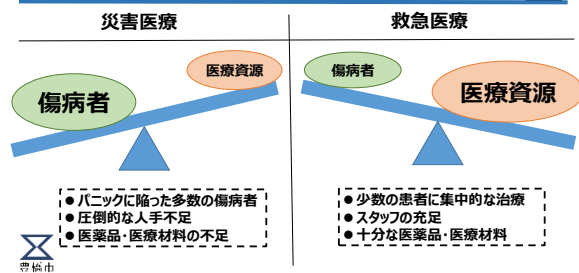 災害医療
救急医療
傷病者
医療資源
傷病者
医療資源
● パニックに陥った多数の傷病者
● 圧倒的な人手不足
● 医薬品・医療材料の不足
● 少数の患者に集中的な治療
● スタッフの充足
● 十分な医薬品・医療材料
豊橋市